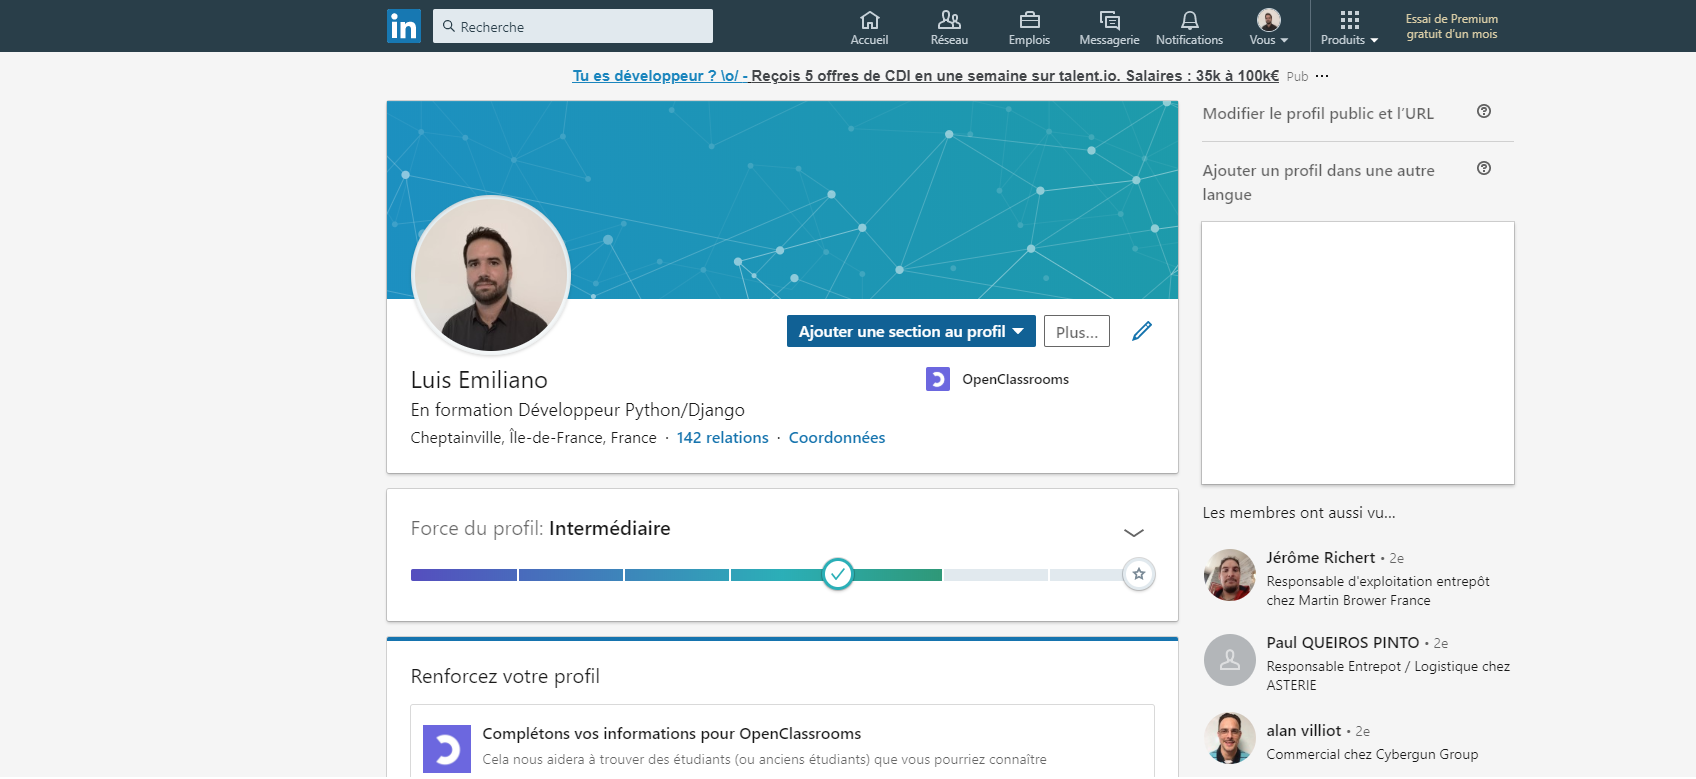 in
Recherche
Accueil
Réseau
Emplois
Messagerie
Notifications
Vous
Produits
Essai de Premium
gratuit d'un mois
Tu es développeur ? \o/ - Reçois 5 offres de CDI en une semaine sur talent.io. Salaires : 35k à 100k€ Pub ···
Modifier le profil public et l'URL
Ajouter un profil dans une autre
langue
Ajouter une section au profil
Plus...
Luis Emiliano
OpenClassrooms
En formation Développeur Python/Django
Cheptainville, Île-de-France, France · 142 relations · Coordonnées
Force du profil: Intermédiaire
Renforcez votre profil
Complétons vos informations pour OpenClassrooms
Cela nous aidera à trouver des étudiants (ou anciens étudiants) que vous pourriez connaître
Les membres ont aussi vu...
Jérôme Richert • 2e
Responsable d'exploitation entrepôt
chez Martin Brower France
Paul QUEIROS PINTO • 2e
Responsable Entrepot / Logistique chez
ASTERIE
alan villiot • 2e
Commercial chez Cybergun Group